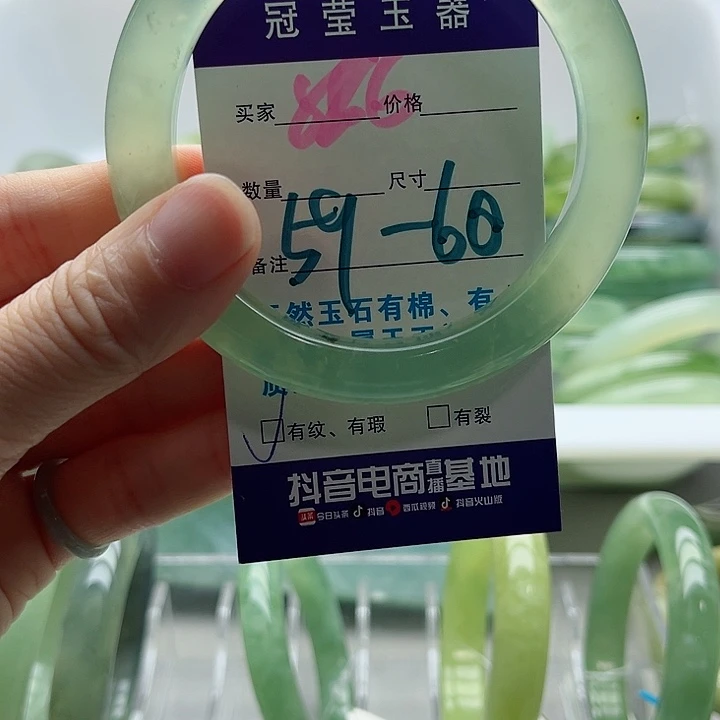 冠莹玉器
买家 价格
数量 尺寸
59-60
备注
然玉石有棉、有
有纹、有瑕 有裂
抖音电商直播基地
今日头条 抖音 西瓜视频 抖音火山版